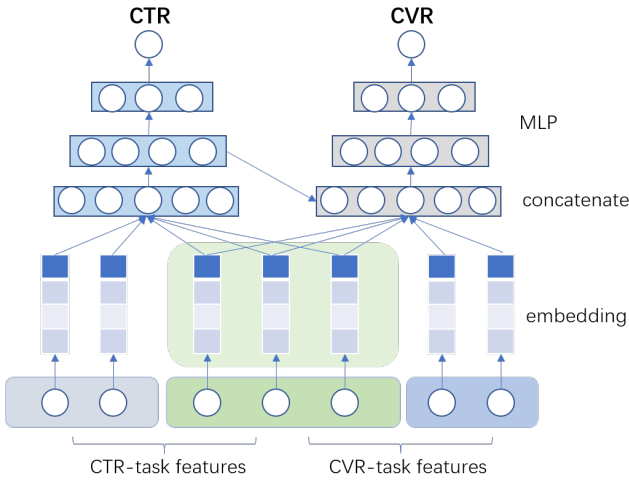 CTR
CVR
MLP
concatenate
embedding
CTR-task features
CVR-task features